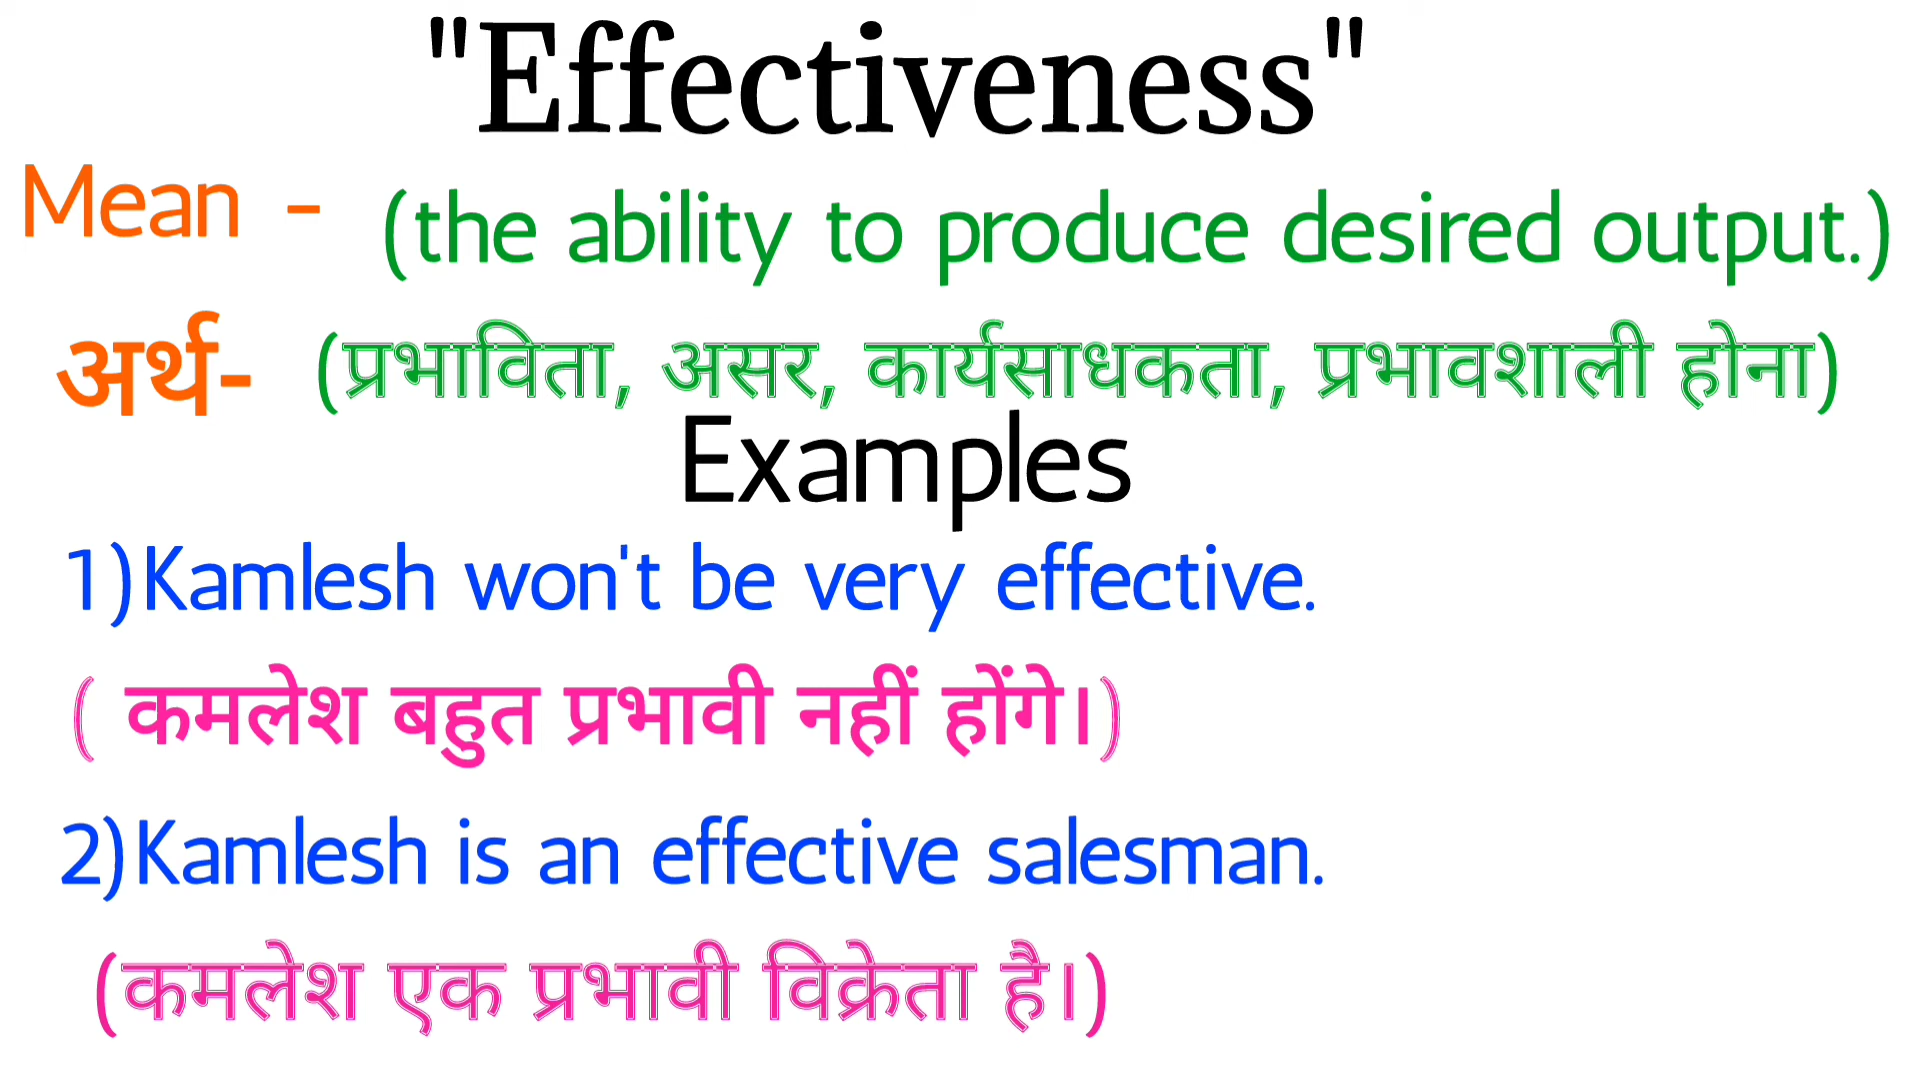 "Effectiveness"
Mean - (the ability to produce desired output.)
अर्थ- (प्रभाविता, असर, कार्यसाधकता, प्रभावशाली होना)
Examples
1)Kamlesh won't be very effective.
( कमलेश बहुत प्रभावी नहीं होंगे।)
2)Kamlesh is an effective salesman.
(कमलेश एक प्रभावी विक्रेता है।)